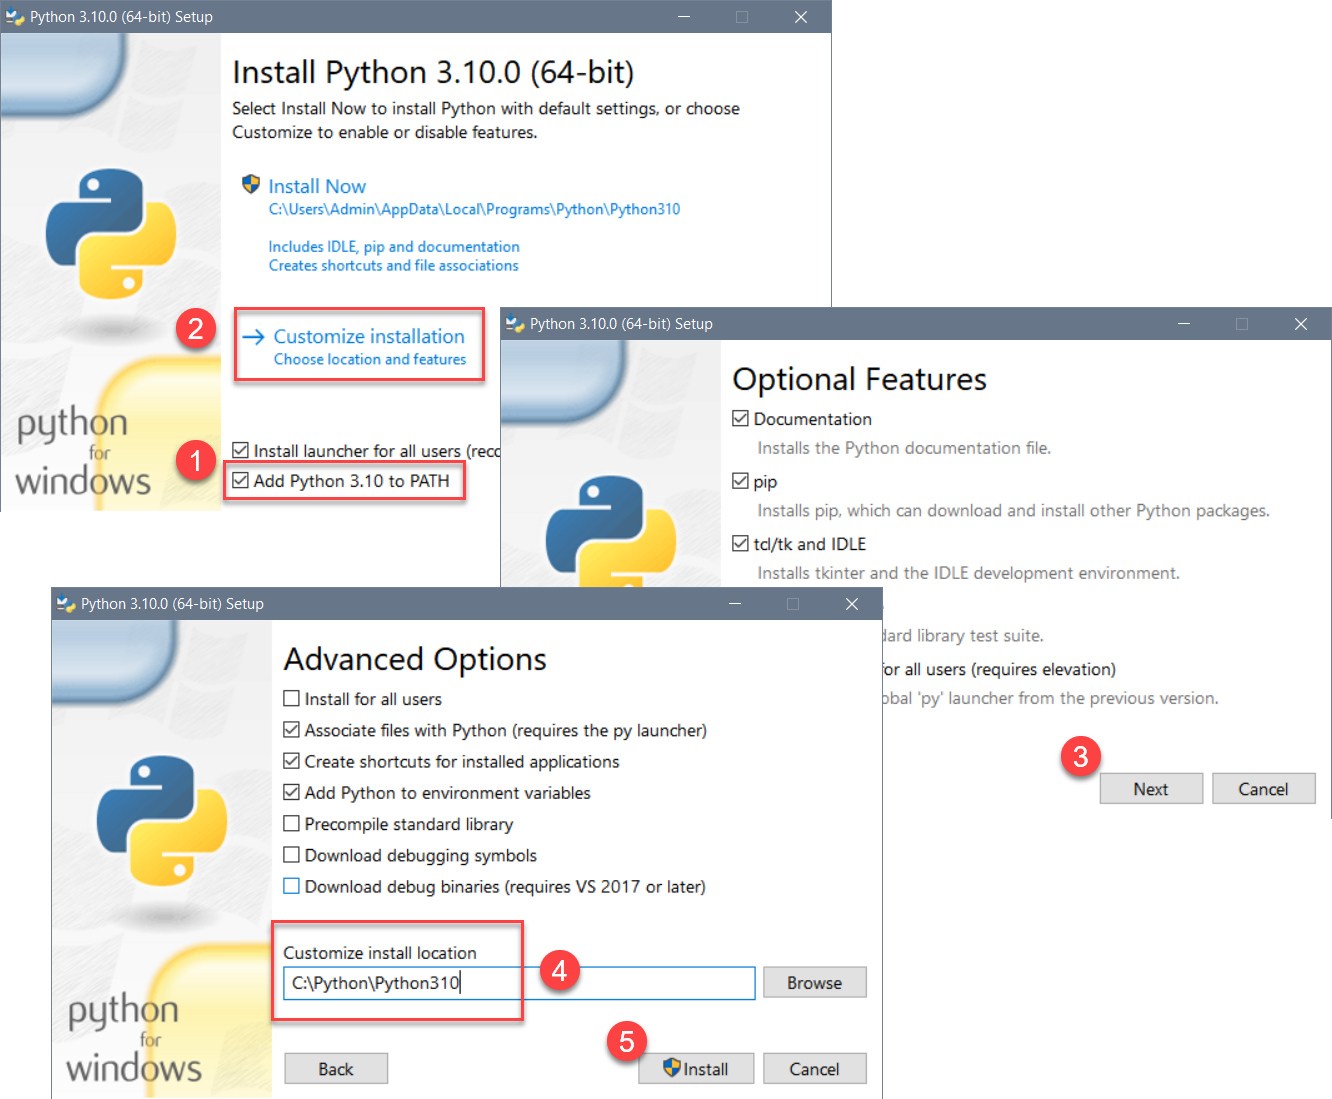 Python 3.10.0 (64-bit) Setup
Install Python 3.10.0 (64-bit)
Select Install Now to install Python with default settings, or choose
Customize to enable or disable features.
Install Now
C:\Users\Admin\AppData\Local\Programs\Python\Python310
Includes IDLE, pip and documentation
Creates shortcuts and file associations
2
Customize installation
Choose location and features
1
Install launcher for all users (reco
Add Python 3.10 to PATH
python
for
windows
Python 3.10.0 (64-bit) Setup
Optional Features
Documentation
Installs the Python documentation file.
pip
Installs pip, which can download and install other Python packages.
tcl/tk and IDLE
Installs tkinter and the IDLE development environment.
dard library test suite.
for all users (requires elevation)
obal 'py' launcher from the previous version.
3
Next
Cancel
Python 3.10.0 (64-bit) Setup
Advanced Options
Install for all users
Associate files with Python (requires the py launcher)
Create shortcuts for installed applications
Add Python to environment variables
Precompile standard library
Download debugging symbols
Download debug binaries (requires VS 2017 or later)
Customize install location
C:\Python\Python310
4
Browse
python
for
windows
5
Back
Install
Cancel